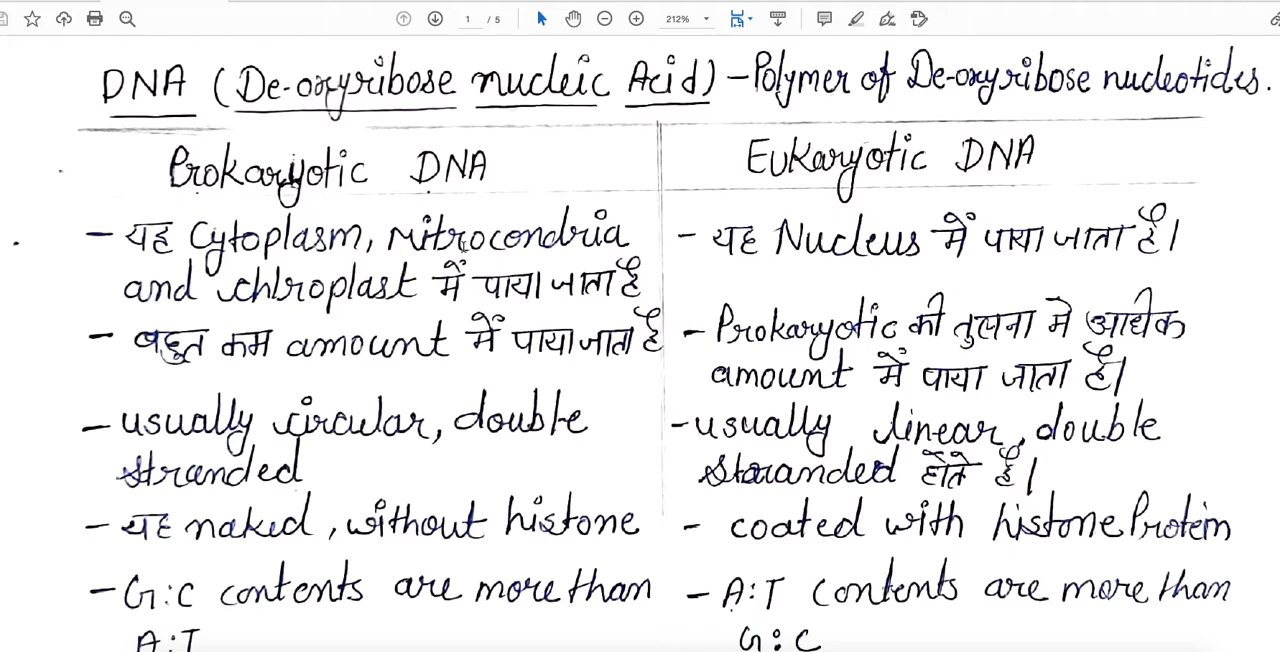 1 / 5
212%
DNA (De-oxyribose nucleic Acid) - Polymer of De-oxyribose nucleotides.
Prokaryotic DNA
- यह Cytoplasm, Mitrocondria
and chlroplast में पाया जाता है
- बहुत कम amount में पाया जाता है
- usually circular, double
stranded
- यह naked, without histone
- G:C contents are more than
A:T
Eukaryotic DNA
- यह Nucleus में पाया जाता है।
- Prokaryotic की तुलना मे अधिक
amount में पाया जाता है।
- usually linear, double
staranded होते है।
- coated with histone Protein
- A:T contents are more than
G:C